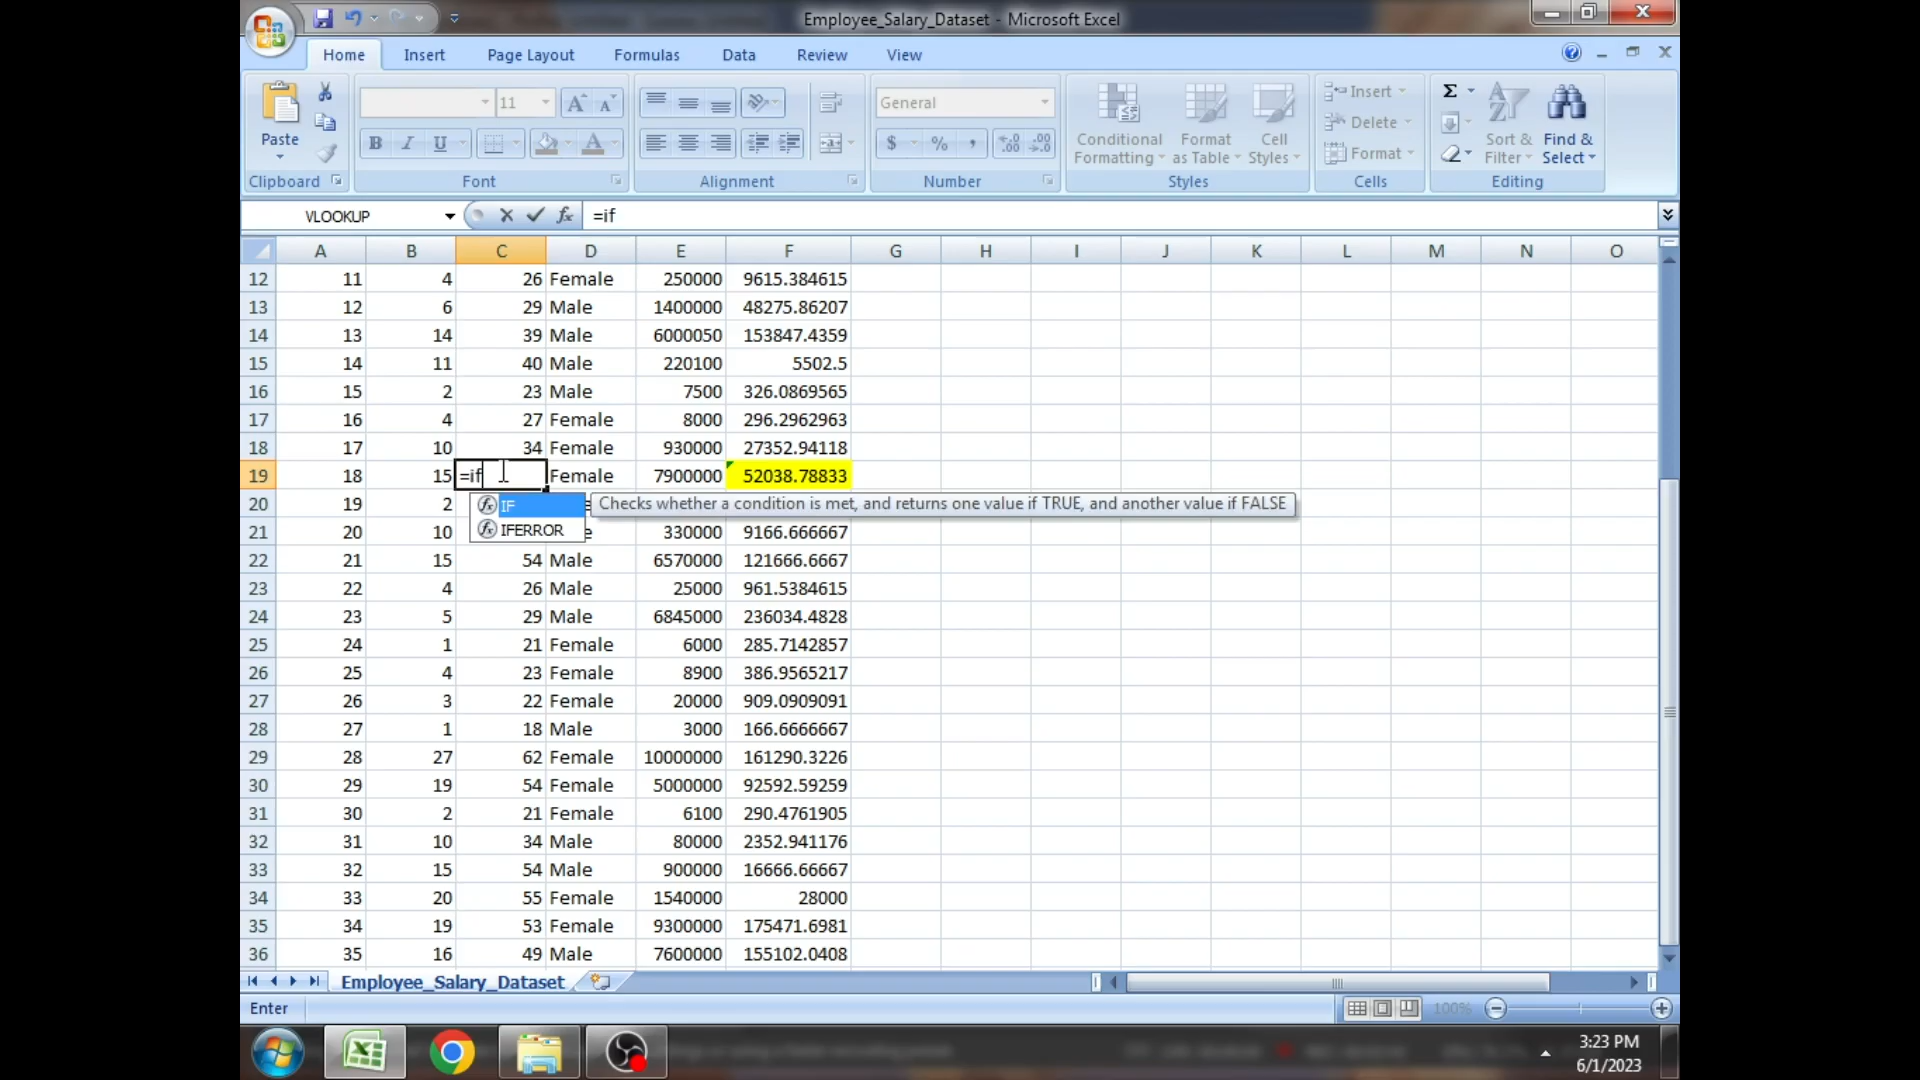 Employee_Salary_Dataset - Microsoft Excel
Home Insert Page Layout Formulas Data Review View
Paste
Clipboard
11
B I U
Font
Alignment
General
$ % ,
Number
Conditional Formatting
Format as Table
Cell Styles
Styles
Insert
Delete
Format
Cells
Sort & Filter
Find & Select
Editing
VLOOKUP =if
A B C D E F G H I J K L M N O
12 11 4 26 Female 250000 9615.384615
13 12 6 29 Male 1400000 48275.86207
14 13 14 39 Male 6000050 153847.4359
15 14 11 40 Male 220100 5502.5
16 15 2 23 Male 7500 326.0869565
17 16 4 27 Female 8000 296.2962963
18 17 10 34 Female 930000 27352.94118
19 18 15 =if Female 7900000 52038.78833
20 19 2 IF Checks whether a condition is met, and returns one value if TRUE, and another value if FALSE
21 20 10 IFERROR e 330000 9166.666667
22 21 15 54 Male 6570000 121666.6667
23 22 4 26 Male 25000 961.5384615
24 23 5 29 Male 6845000 236034.4828
25 24 1 21 Female 6000 285.7142857
26 25 4 23 Female 8900 386.9565217
27 26 3 22 Female 20000 909.0909091
28 27 1 18 Male 3000 166.6666667
29 28 27 62 Female 10000000 161290.3226
30 29 19 54 Female 5000000 92592.59259
31 30 2 21 Female 6100 290.4761905
32 31 10 34 Male 80000 2352.941176
33 32 15 54 Male 900000 16666.66667
34 33 20 55 Female 1540000 28000
35 34 19 53 Female 9300000 175471.6981
36 35 16 49 Male 7600000 155102.0408
Employee_Salary_Dataset
Enter 100%
3:23 PM
6/1/2023